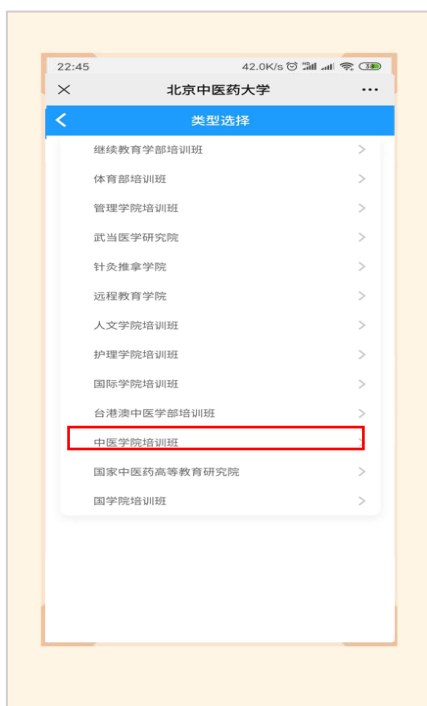 22:45 42.0K/s 38
北京中医药大学
类型选择
继续教育学部培训班
体育部培训班
管理学院培训班
武当医学研究院
针灸推拿学院
远程教育学院
人文学院培训班
护理学院培训班
国际学院培训班
台港澳中医学部培训班
中医学院培训班
国家中医药高等教育研究院
国学院培训班